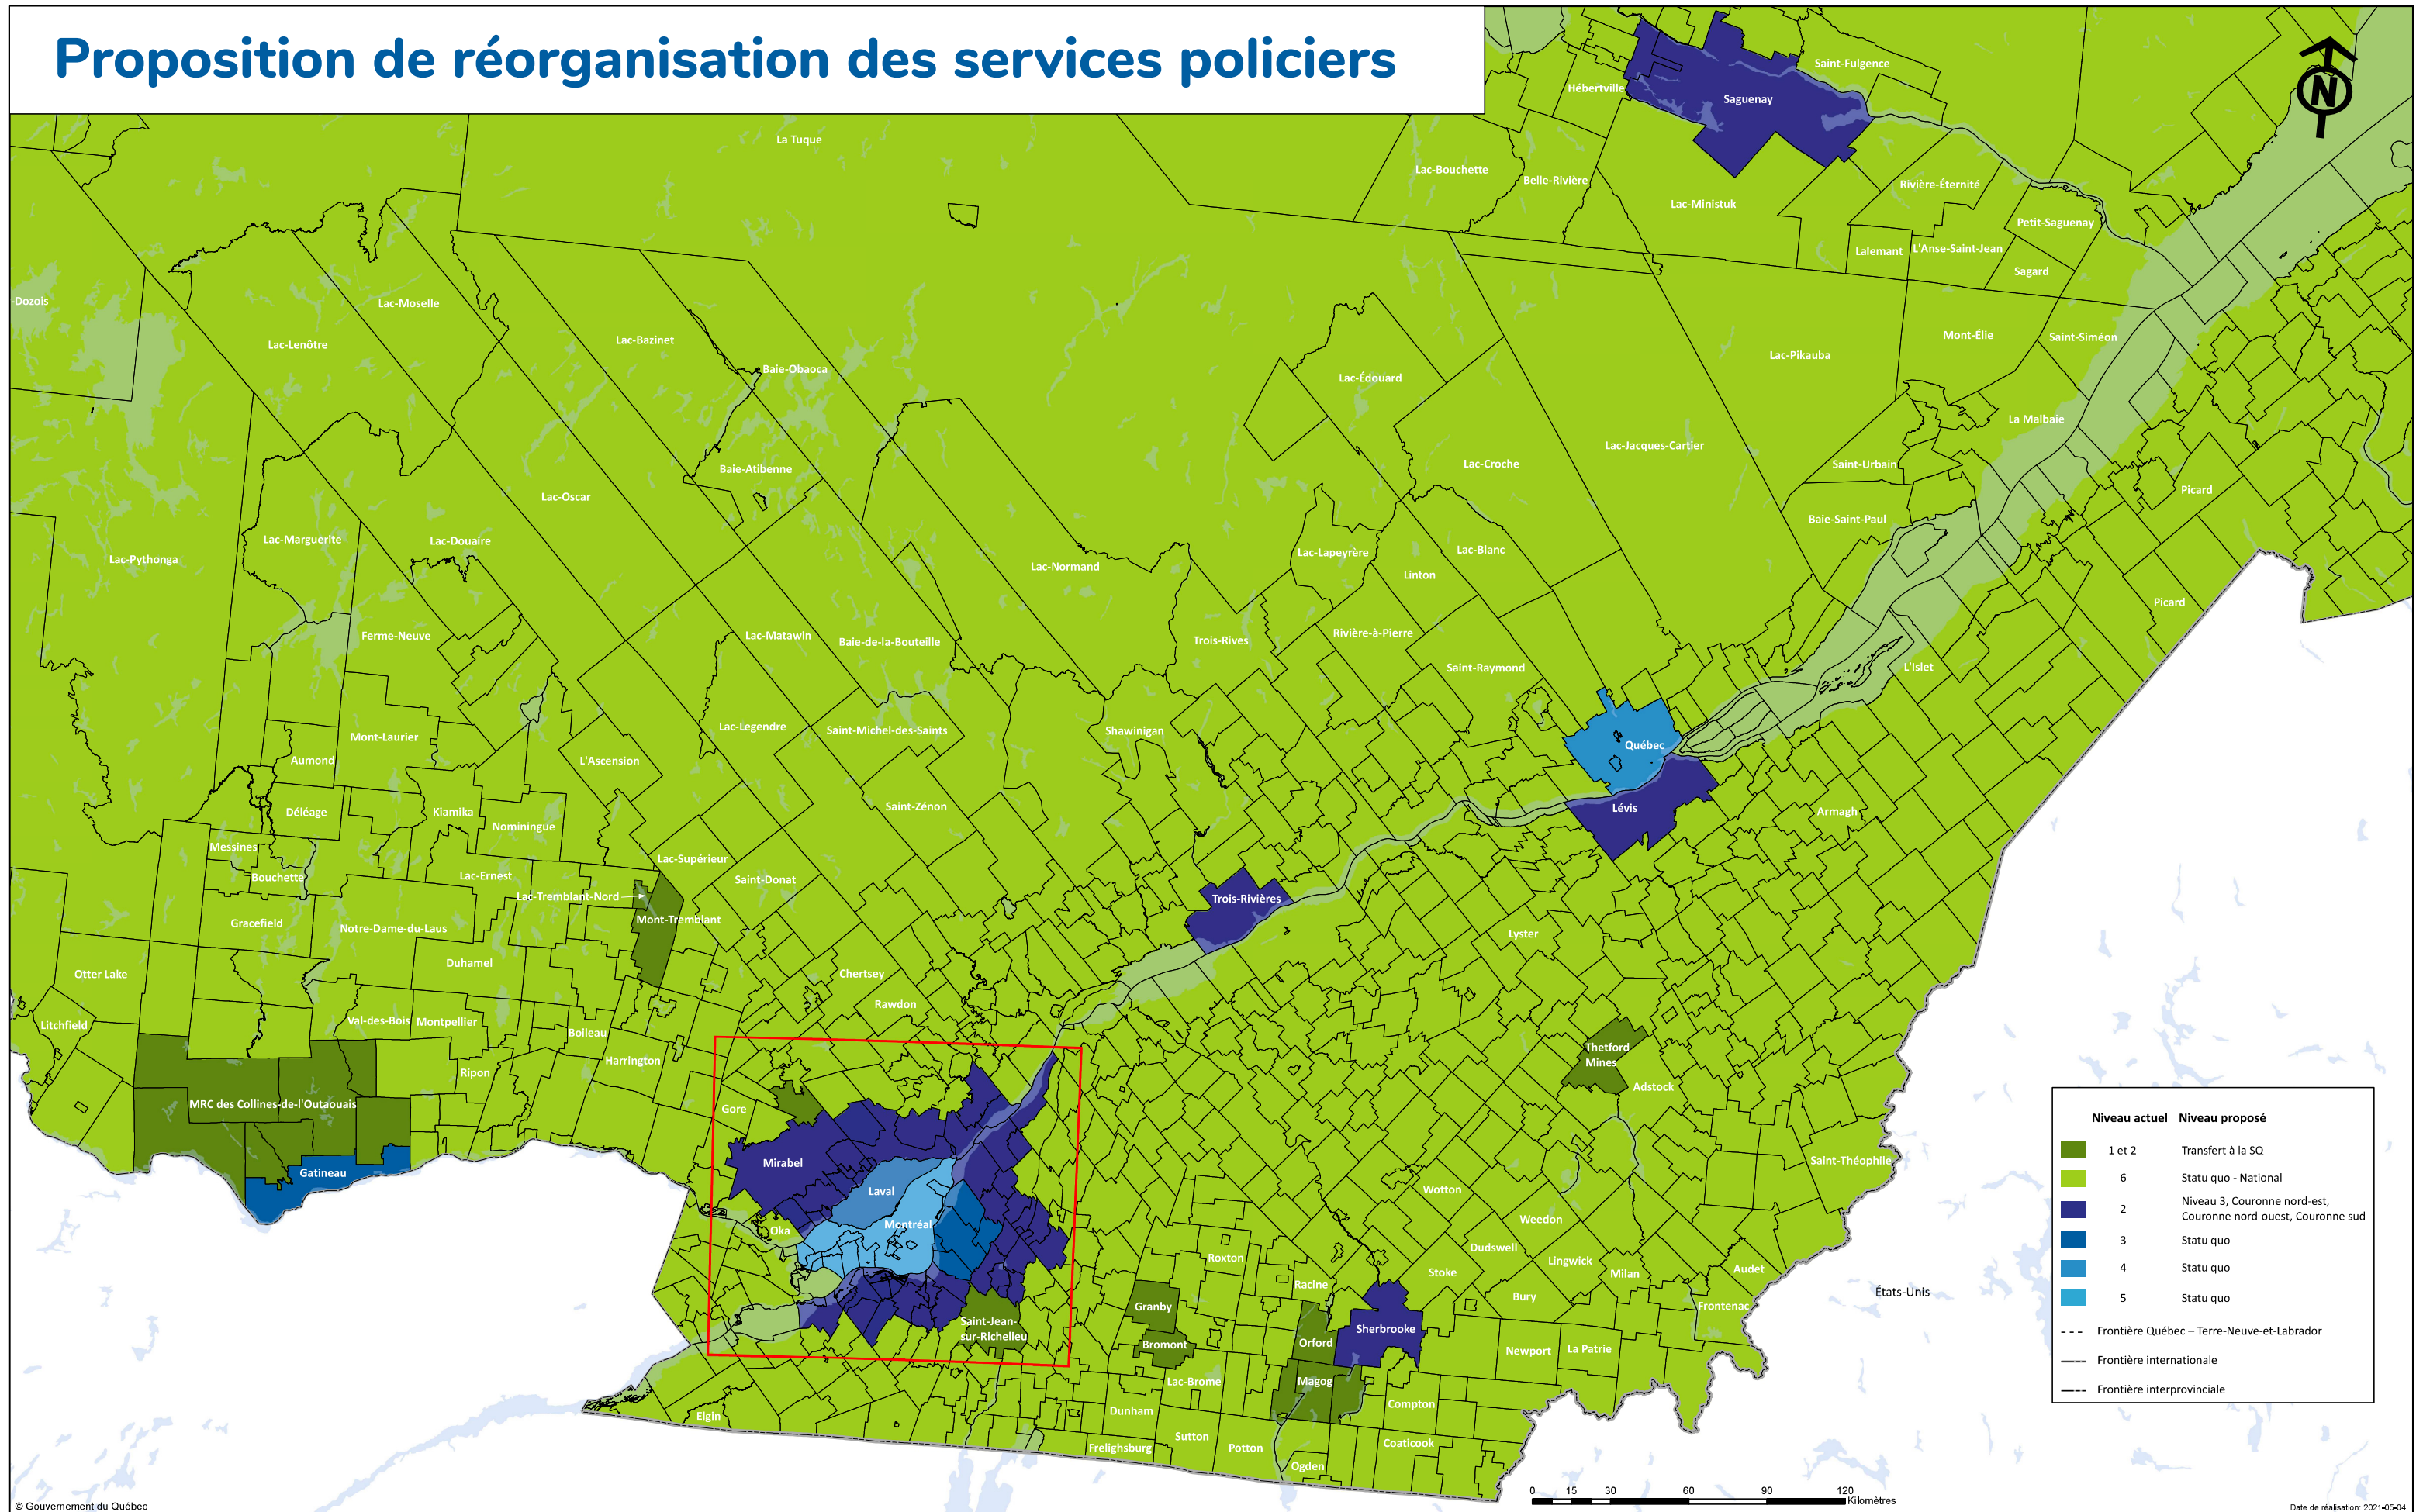 Proposition de réorganisation des services policiers
N
Saint-Fulgence
Hébertville
Saguenay
La Tuque
Lac-Bouchette
Belle-Rivière
Rivière-Éternité
Lac-Ministuk
Petit-Saguenay
Lalemant
L'Anse-Saint-Jean
Sagard
-Dozois
Lac-Moselle
Lac-Lenôtre
Lac-Bazinet
Mont-Élie
Saint-Siméon
Lac-Pikauba
Baie-Obaoca
Lac-Édouard
La Malbaie
Lac-Jacques-Cartier
Lac-Croche
Saint-Urbain
Baie-Atibenne
Lac-Oscar
Picard
Baie-Saint-Paul
Lac-Marguerite
Lac-Douaire
Lac-Pythonga
Lac-Lapeyrère
Lac-Blanc
Lac-Normand
Linton
Picard
Ferme-Neuve
Lac-Matawin
Baie-de-la-Bouteille
Trois-Rives
Rivière-à-Pierre
Saint-Raymond
L'Islet
Mont-Laurier
Lac-Legendre
Saint-Michel-des-Saints
Shawinigan
Québec
Aumond
L'Ascension
Déléage
Kiamika
Nominingue
Saint-Zénon
Lévis
Armagh
Messines
Bouchette
Lac-Supérieur
Lac-Ernest
Saint-Donat
Lac-Tremblant-Nord
Trois-Rivières
Gracefield
Notre-Dame-du-Laus
Mont-Tremblant
Lyster
Otter Lake
Duhamel
Chertsey
Rawdon
Litchfield
Val-des-Bois
Montpellier
Boileau
Harrington
Ripon
Thetford
Mines
Adstock
MRC des Collines-de-l'Outaouais
Gore
Gatineau
Mirabel
Laval
Montréal
Oka
Saint-Théophile
Wotton
Weedon
Dudswell
Lingwick
Roxton
Stoke
Milan
Audet
Racine
Bury
Frontenac
Granby
Saint-Jean-
sur-Richelieu
Bromont
Orford
Sherbrooke
Newport
La Patrie
Lac-Brome
Magog
Compton
Elgin
Dunham
Sutton
Frelighsburg
Potton
Coaticook
Ogden
États-Unis
Niveau actuel Niveau proposé
1 et 2 Transfert à la SQ
6 Statu quo - National
2 Niveau 3, Couronne nord-est,
Couronne nord-ouest, Couronne sud
3 Statu quo
4 Statu quo
5 Statu quo
Frontière Québec – Terre-Neuve-et-Labrador
Frontière internationale
Frontière interprovinciale
0 15 30 60 90 120
Kilomètres
© Gouvernement du Québec
Date de réalisation: 2021-05-04